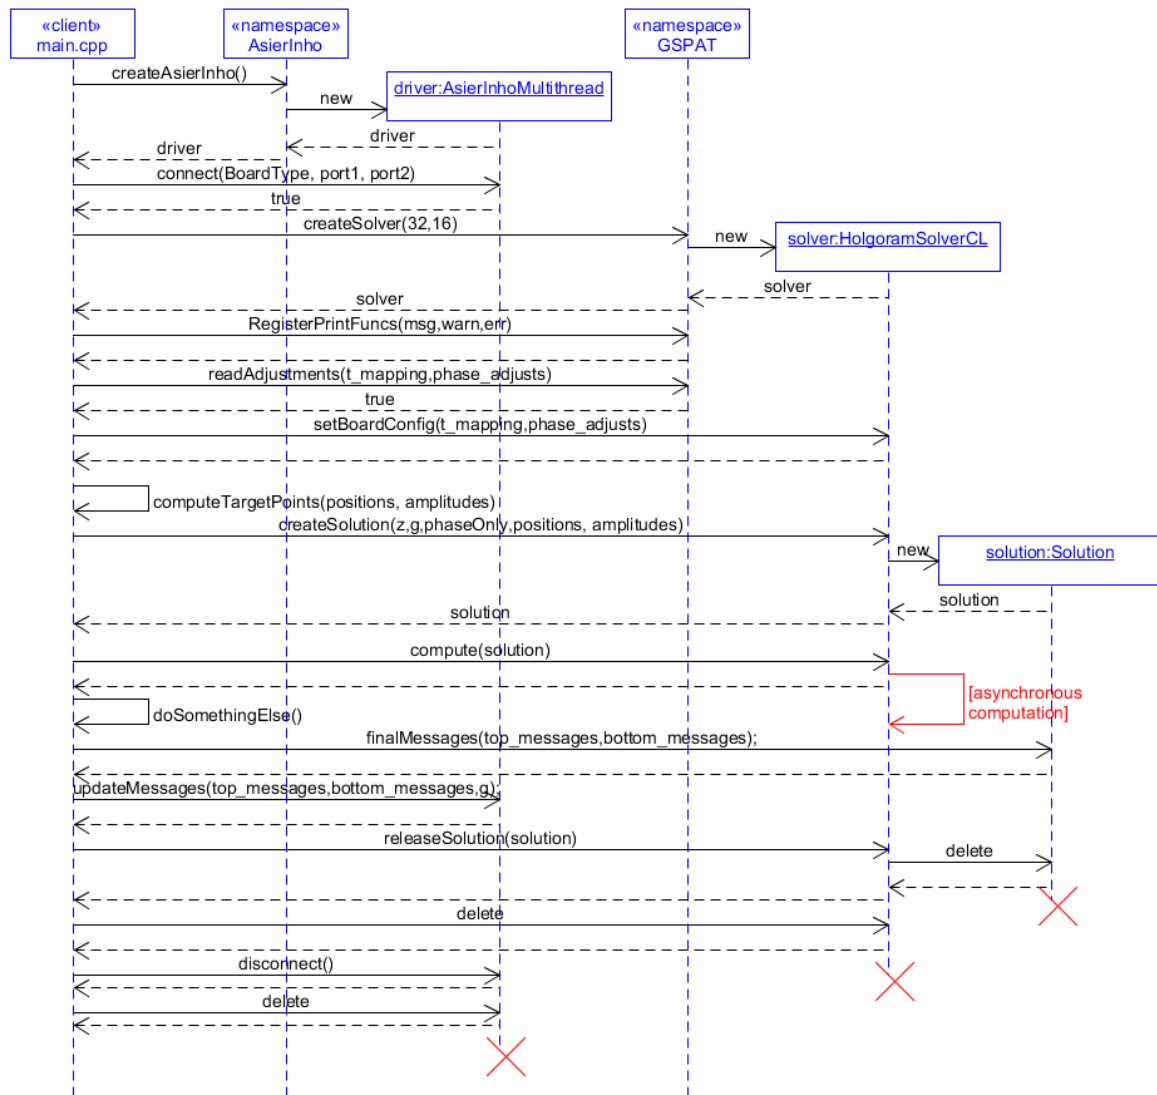 «client»
main.cpp
«namespace»
AsierInho
«namespace»
GSPAT
createAsierInho()
new
driver:AsierInhoMultithread
driver
driver
connect(BoardType, port1, port2)
true
createSolver(32,16)
new
solver:HolgoramSolverCL
solver
solver
RegisterPrintFuncs(msg,warn,err)
readAdjustments(t_mapping,phase_adjusts)
true
setBoardConfig(t_mapping,phase_adjusts)
computeTargetPoints(positions, amplitudes)
createSolution(z,g,phaseOnly,positions, amplitudes)
new
solution:Solution
solution
solution
compute(solution)
[asynchronous
computation]
doSomethingElse()
finalMessages(top_messages,bottom_messages);
updateMessages(top_messages,bottom_messages,g);
releaseSolution(solution)
delete
delete
disconnect()
delete